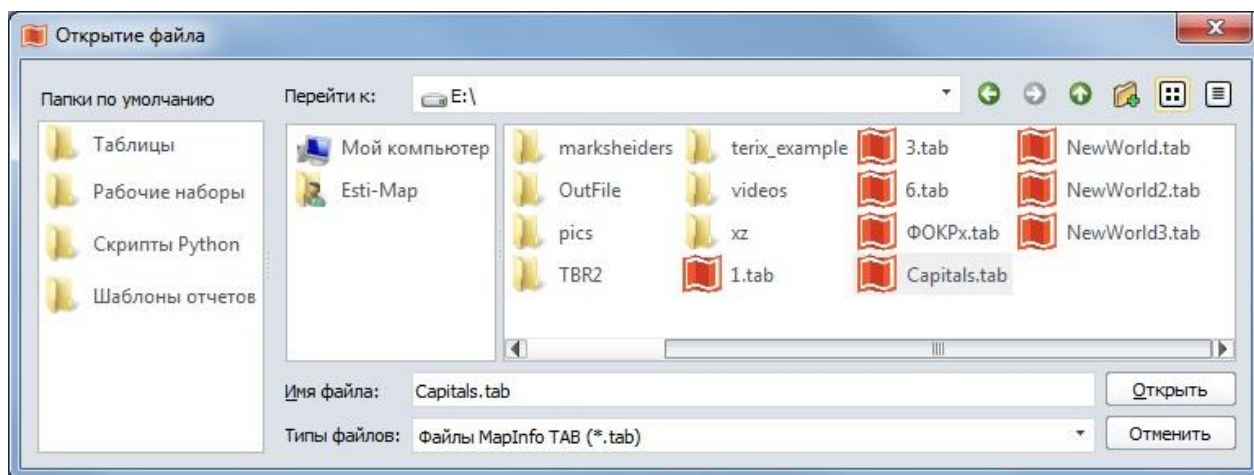 Открытие файла
Папки по умолчанию
Перейти к: E:\
Таблицы
Рабочие наборы
Скрипты Python
Шаблоны отчетов
Мой компьютер
Esti-Map
marksheiders terix_example 3.tab NewWorld.tab
OutFile videos 6.tab NewWorld2.tab
pics xz ФОКРх.tab NewWorld3.tab
TBR2 1.tab Capitals.tab
Имя файла: Capitals.tab Открыть
Типы файлов: Файлы MapInfo TAB (*.tab) Отменить